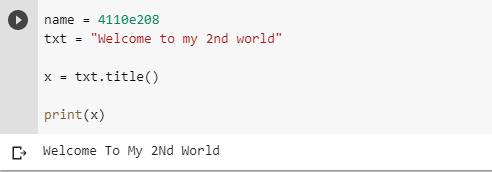 name = 4110e208
txt = "Welcome to my 2nd world"
x = txt.title()
print(x)
Welcome To My 2Nd World